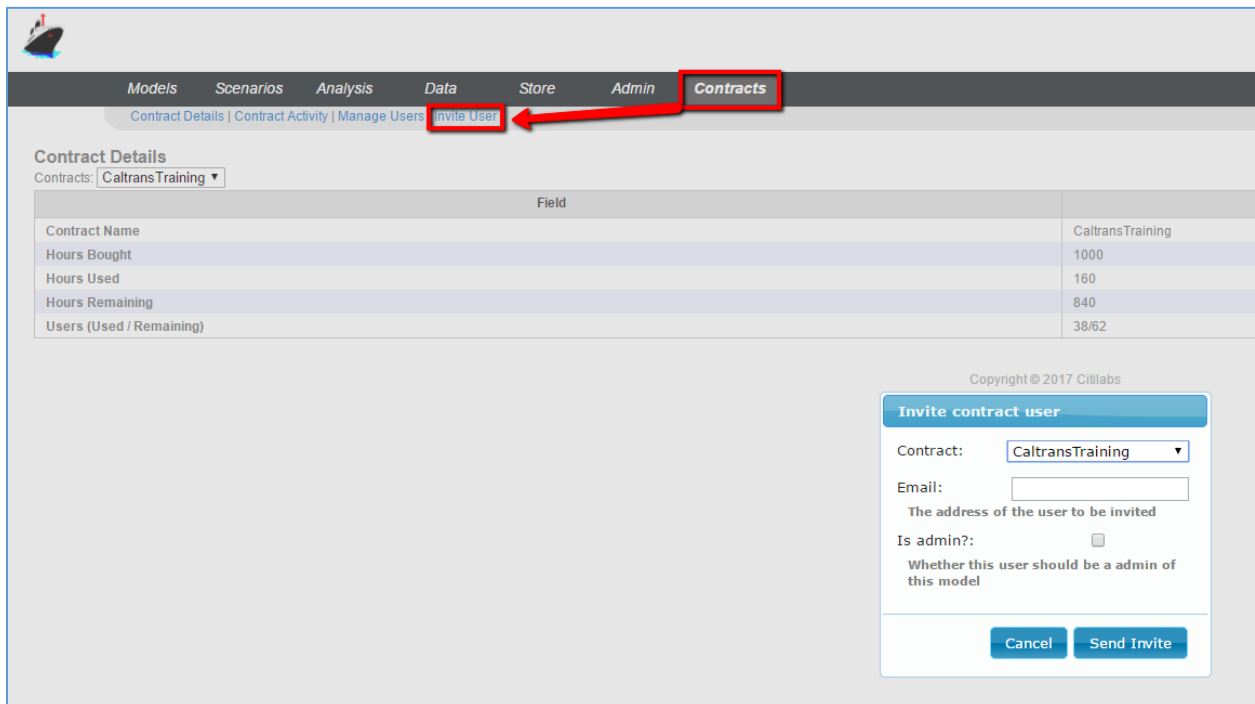 Models Scenarios Analysis Data Store Admin Contracts
Contract Details | Contract Activity | Manage Users Invite User
Contract Details
Contracts: CaltransTraining
Field
Contract Name CaltransTraining
Hours Bought 1000
Hours Used 160
Hours Remaining 840
Users (Used / Remaining) 38/62
Copyright © 2017 Citilabs
Invite contract user
Contract: CaltransTraining
Email:
The address of the user to be invited
Is admin?:
Whether this user should be a admin of
this model
Cancel Send Invite